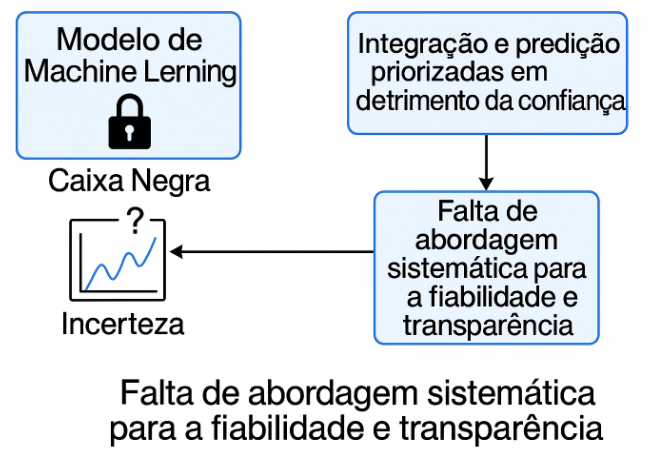 Modelo de
Machine Lerning
Caixa Negra
?
Incerteza
Integração e predição
priorizadas em
detrimento da confiança
Falta de
abordagem
sistemática para
a fiabilidade e
transparência
Falta de abordagem sistemática
para a fiabilidade e transparência